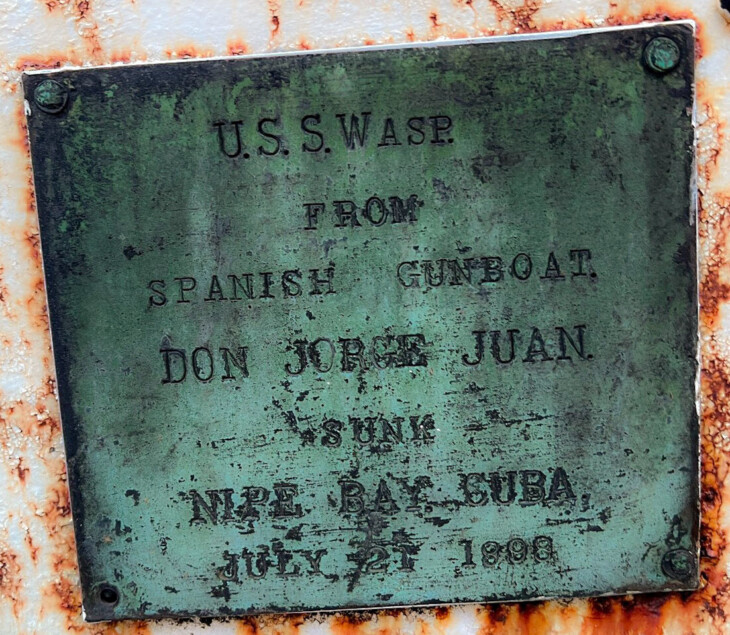 U.S.S. WASP.
FROM
SPANISH GUNBOAT.
DON JORGE JUAN.
SUNK
NIPE BAY. CUBA,
JULY 21 1898